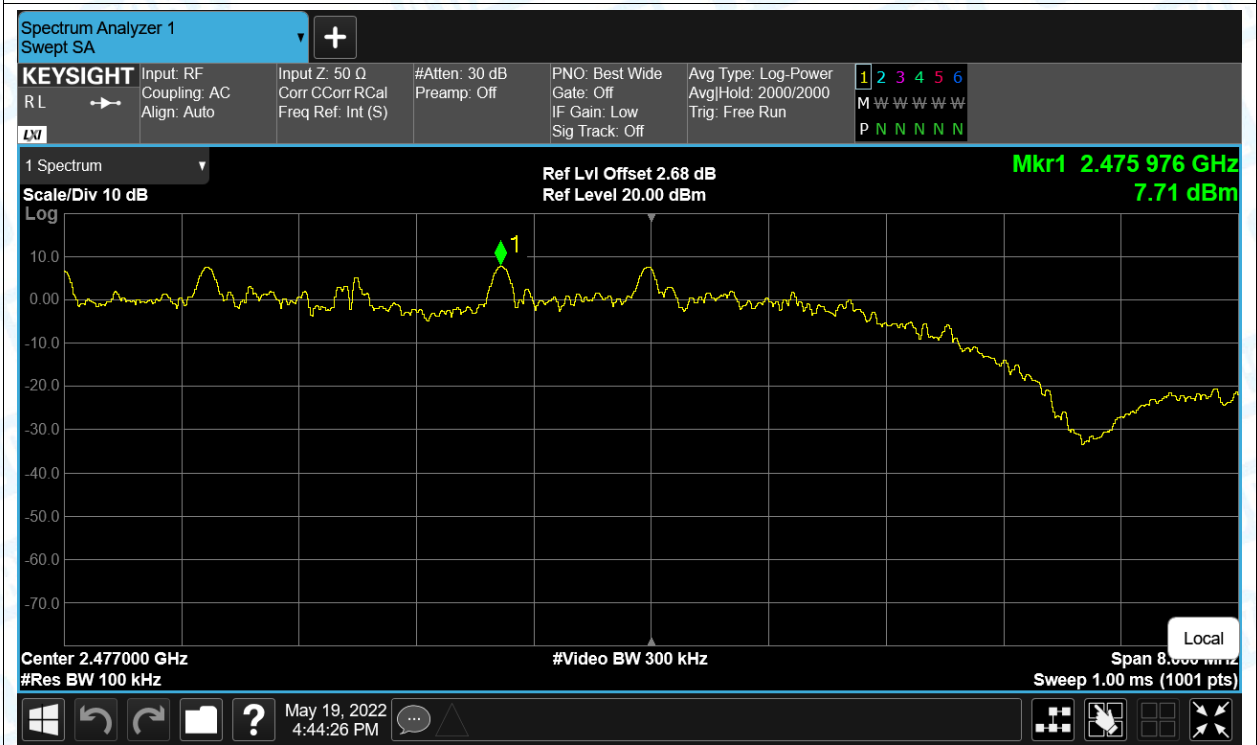 Spectrum Analyzer 1
Swept SA
KEYSIGHT
R L
LXI
Input: RF
Coupling: AC
Align: Auto
Input Z: 50 Ω
Corr CCorr RCal
Freq Ref: Int (S)
#Atten: 30 dB
Preamp: Off
PNO: Best Wide
Gate: Off
IF Gain: Low
Sig Track: Off
Avg Type: Log-Power
Avg|Hold: 2000/2000
Trig: Free Run
1 2 3 4 5 6
M W W W W W
P N N N N N
1 Spectrum
Scale/Div 10 dB
Log
Ref Lvl Offset 2.68 dB
Ref Level 20.00 dBm
Mkr1 2.475 976 GHz
7.71 dBm
1
10.0
0.00
-10.0
-20.0
-30.0
-40.0
-50.0
-60.0
-70.0
Local
Center 2.477000 GHz
#Video BW 300 kHz
Span 8.000 MHz
#Res BW 100 kHz
Sweep 1.00 ms (1001 pts)
?
May 19, 2022
4:44:26 PM